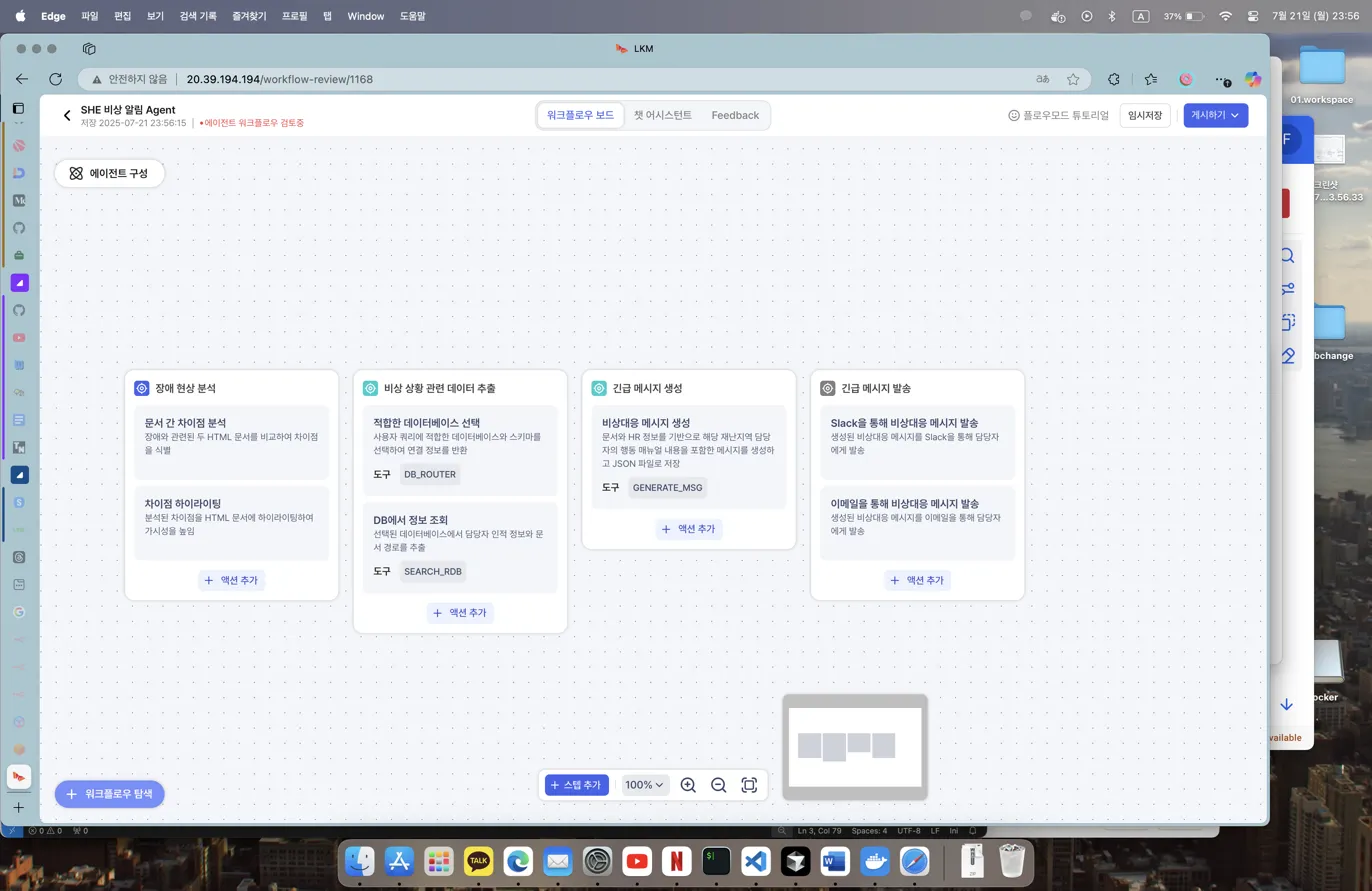 Edge 파일 편집 보기 검색 기록 즐겨찾기 프로필 탭 Window 도움말
A 37% 7월 21일 (월) 23:56
LKM
안전하지 않음 20.39.194.194/workflow-review/1168
01.workspace
SHE 비상 알림 Agent
저장 2025-07-21 23:56:15 •에이전트 워크플로우 검토중
워크플로우 보드 챗 어시스턴트 Feedback
플로우모드 튜토리얼 임시저장 게시하기
에이전트 구성
F
크린샷
7...3.56.33
bchange
장애 현상 분석
문서 간 차이점 분석
장애와 관련된 두 HTML 문서를 비교하여 차이점
을 식별
차이점 하이라이팅
분석된 차이점을 HTML 문서에 하이라이팅하여
가시성을 높임
+ 액션 추가
비상 상황 관련 데이터 추출
적합한 데이터베이스 선택
사용자 쿼리에 적합한 데이터베이스와 스키마를
선택하여 연결 정보를 반환
도구 DB_ROUTER
DB에서 정보 조회
선택된 데이터베이스에서 담당자 인적 정보와 문
서 경로를 추출
도구 SEARCH_RDB
+ 액션 추가
긴급 메시지 생성
비상대응 메시지 생성
문서와 HR 정보를 기반으로 해당 재난지역 담당
자의 행동 매뉴얼 내용을 포함한 메시지를 생성하
고 JSON 파일로 저장
도구 GENERATE_MSG
+ 액션 추가
긴급 메시지 발송
Slack을 통해 비상대응 메시지 발송
생성된 비상대응 메시지를 Slack을 통해 담당자
에게 발송
이메일을 통해 비상대응 메시지 발송
생성된 비상대응 메시지를 이메일을 통해 담당자
에게 발송
+ 액션 추가
ocker
vailable
+ 스텝 추가 100%
+ 워크플로우 탐색
0 0 0
Ln 3, Col 79 Spaces: 4 UTF-8 LF Ini
TALK
N
$
W
ZIP